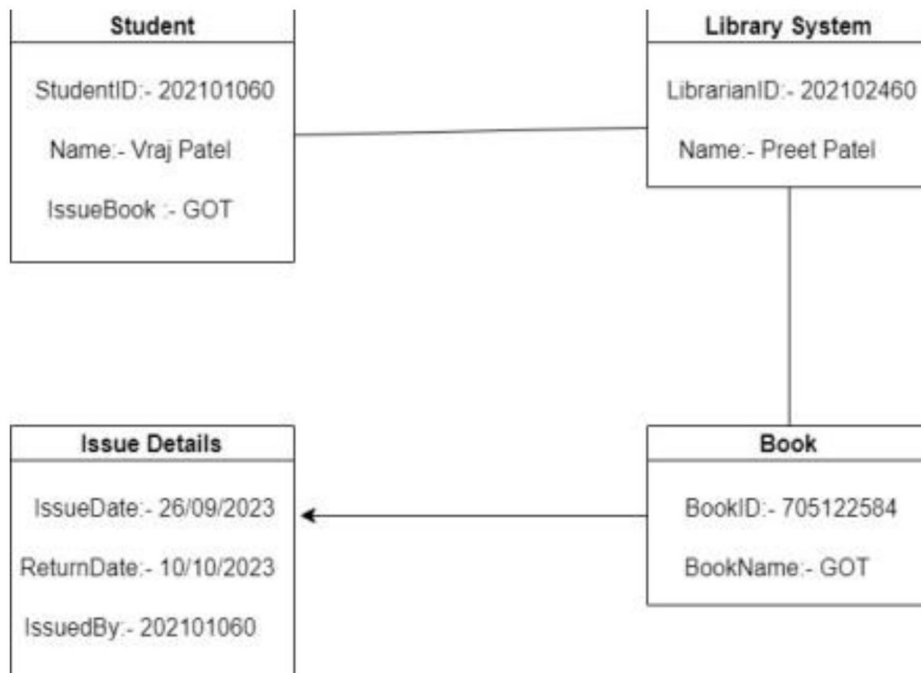 Student
StudentID:- 202101060
Name:- Vraj Patel
IssueBook :- GOT
Library System
LibrarianID:- 202102460
Name:- Preet Patel
Issue Details
IssueDate:- 26/09/2023
ReturnDate:- 10/10/2023
IssuedBy:- 202101060
Book
BookID:- 705122584
BookName:- GOT